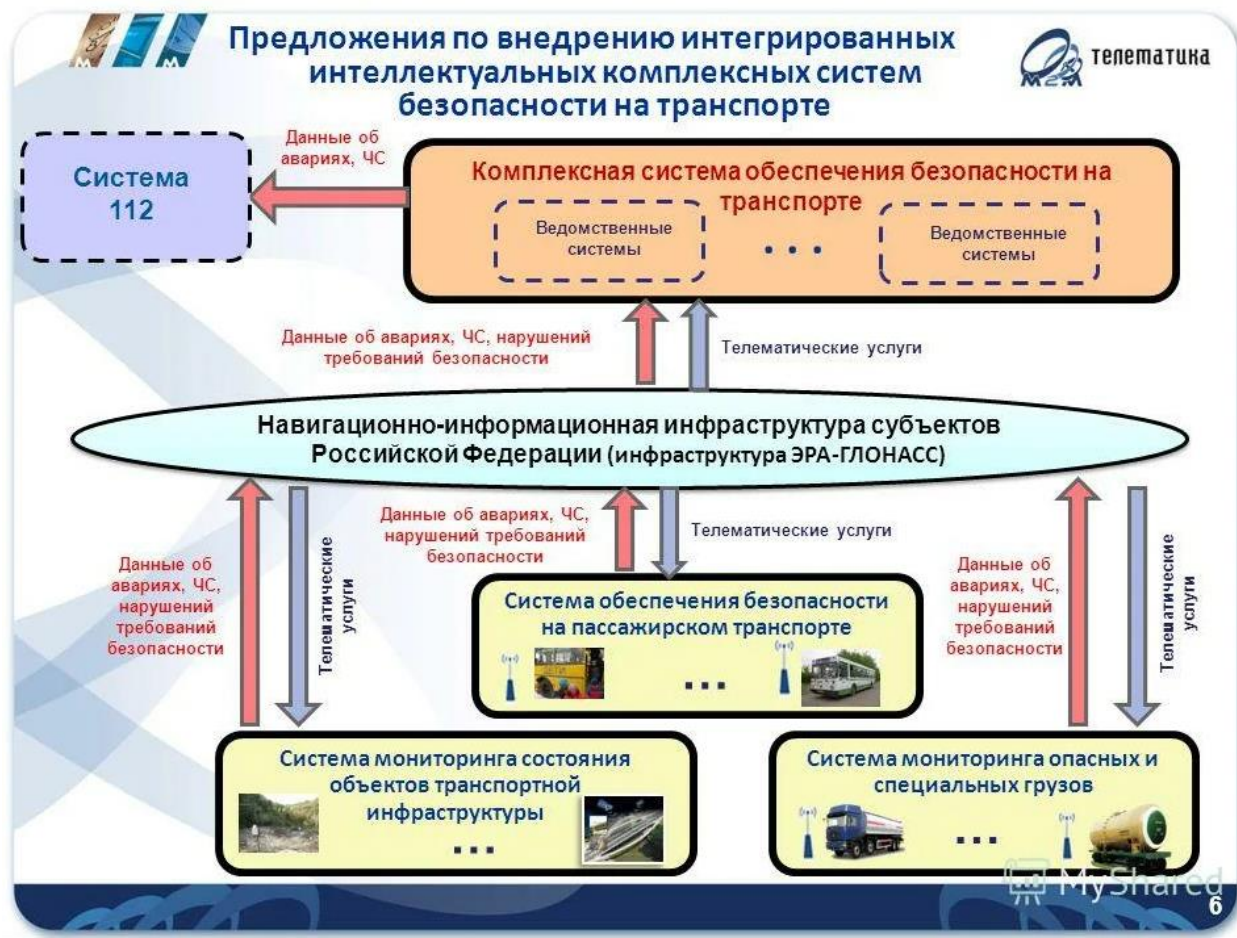 Предложения по внедрению интегрированных
интеллектуальных комплексных систем
безопасности на транспорте
М2М
телематика
Данные об
авариях, ЧС
Система
112
Комплексная система обеспечения безопасности на
транспорте
Ведомственные
системы
...
Ведомственные
системы
Данные об авариях, ЧС, нарушений
требований безопасности
Телематические услуги
Навигационно-информационная инфраструктура субъектов
Российской Федерации (инфраструктура ЭРА-ГЛОНАСС)
Данные об
авариях, ЧС,
нарушений
требований
безопасности
Телематические
услуги
Данные об авариях, ЧС,
нарушений требований
безопасности
Телематические услуги
Данные об
авариях, ЧС,
нарушений
требований
безопасности
Телематические
услуги
Система обеспечения безопасности
на пассажирском транспорте
ДЕТИ
...
Система мониторинга состояния
объектов транспортной
инфраструктуры
...
Система мониторинга опасных и
специальных грузов
...
MyShared
6